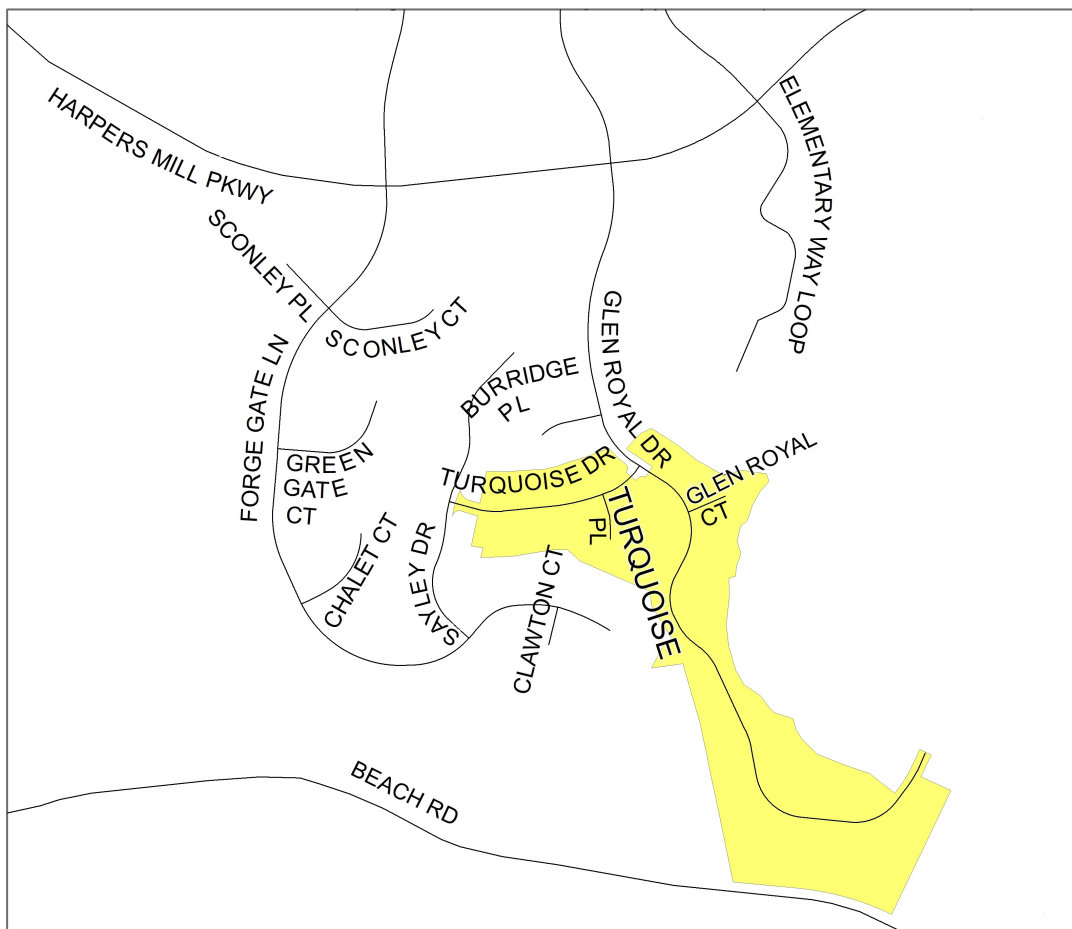 HARPERS MILL PKWY
ELEMENTARY WAY LOOP
SCONLEY PL
SCONLEY CT
GLEN ROYAL DR
FORGE GATE LN
BURRIDGE
PL
GREEN
GATE
CT
TURQUOISE DR
GLEN ROYAL
CT
TURQUOISE
PL
CHALET CT
SAYLEY DR
CLAWTON CT
BEACH RD